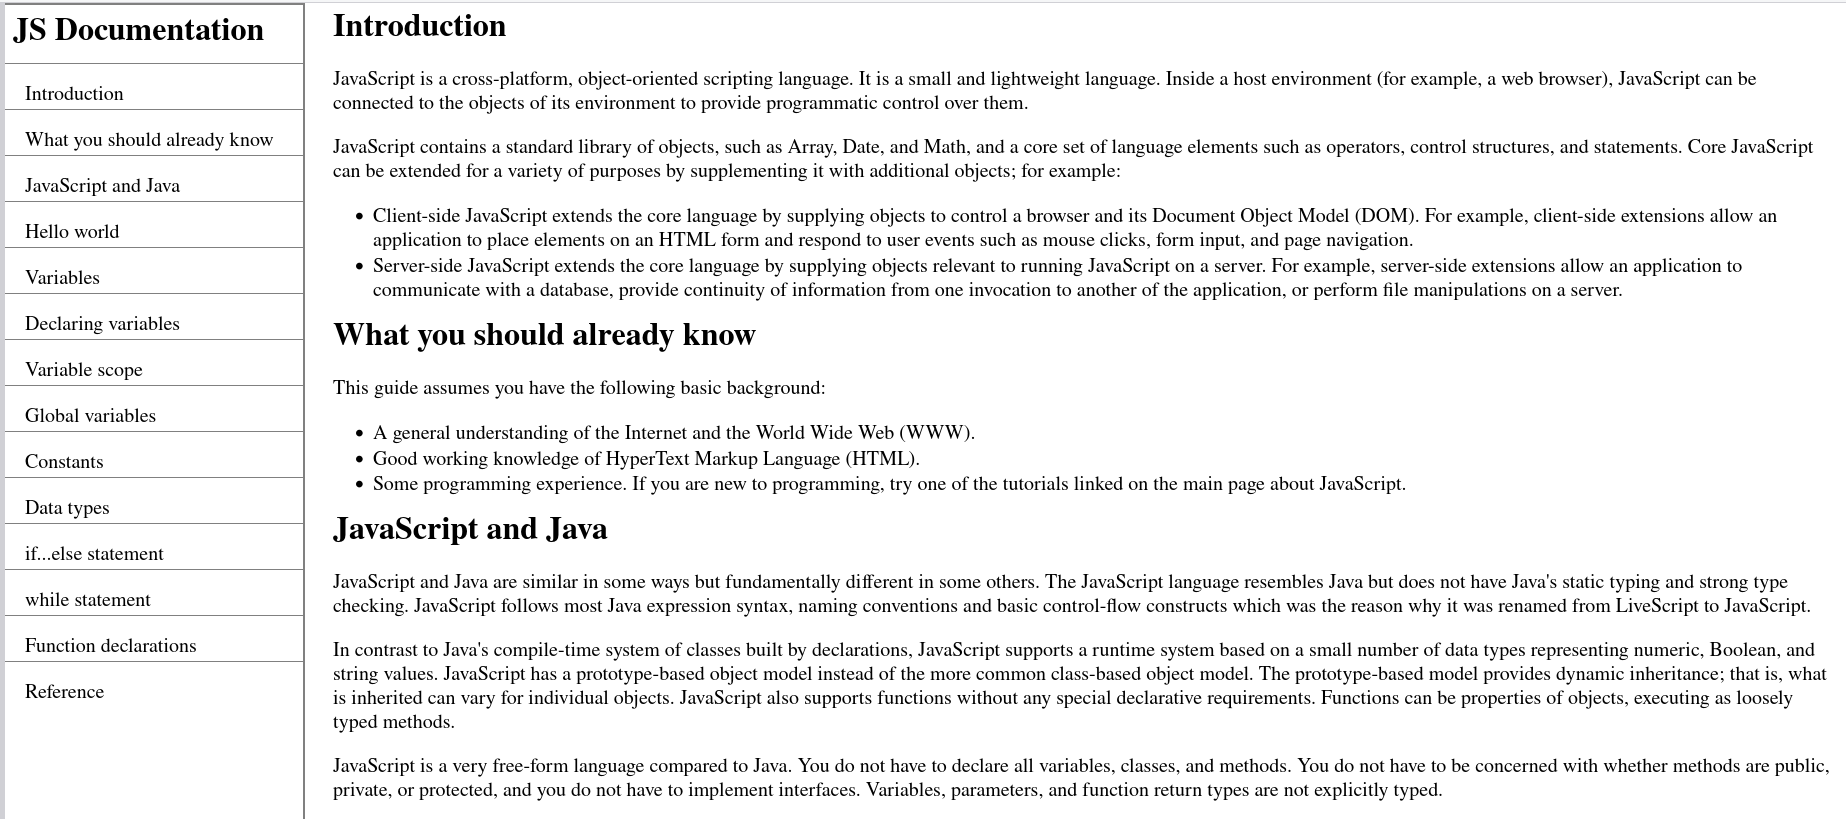 JS Documentation
Introduction
What you should already know
JavaScript and Java
Hello world
Variables
Declaring variables
Variable scope
Global variables
Constants
Data types
if...else statement
while statement
Function declarations
Reference
Introduction
JavaScript is a cross-platform, object-oriented scripting language. It is a small and lightweight language. Inside a host environment (for example, a web browser), JavaScript can be
connected to the objects of its environment to provide programmatic control over them.
JavaScript contains a standard library of objects, such as Array, Date, and Math, and a core set of language elements such as operators, control structures, and statements. Core JavaScript
can be extended for a variety of purposes by supplementing it with additional objects; for example:
• Client-side JavaScript extends the core language by supplying objects to control a browser and its Document Object Model (DOM). For example, client-side extensions allow an
application to place elements on an HTML form and respond to user events such as mouse clicks, form input, and page navigation.
• Server-side JavaScript extends the core language by supplying objects relevant to running JavaScript on a server. For example, server-side extensions allow an application to
communicate with a database, provide continuity of information from one invocation to another of the application, or perform file manipulations on a server.
What you should already know
This guide assumes you have the following basic background:
• A general understanding of the Internet and the World Wide Web (WWW).
• Good working knowledge of HyperText Markup Language (HTML).
• Some programming experience. If you are new to programming, try one of the tutorials linked on the main page about JavaScript.
JavaScript and Java
JavaScript and Java are similar in some ways but fundamentally different in some others. The JavaScript language resembles Java but does not have Java's static typing and strong type
checking. JavaScript follows most Java expression syntax, naming conventions and basic control-flow constructs which was the reason why it was renamed from LiveScript to JavaScript.
In contrast to Java's compile-time system of classes built by declarations, JavaScript supports a runtime system based on a small number of data types representing numeric, Boolean, and
string values. JavaScript has a prototype-based object model instead of the more common class-based object model. The prototype-based model provides dynamic inheritance; that is, what
is inherited can vary for individual objects. JavaScript also supports functions without any special declarative requirements. Functions can be properties of objects, executing as loosely
typed methods.
JavaScript is a very free-form language compared to Java. You do not have to declare all variables, classes, and methods. You do not have to be concerned with whether methods are public,
private, or protected, and you do not have to implement interfaces. Variables, parameters, and function return types are not explicitly typed.